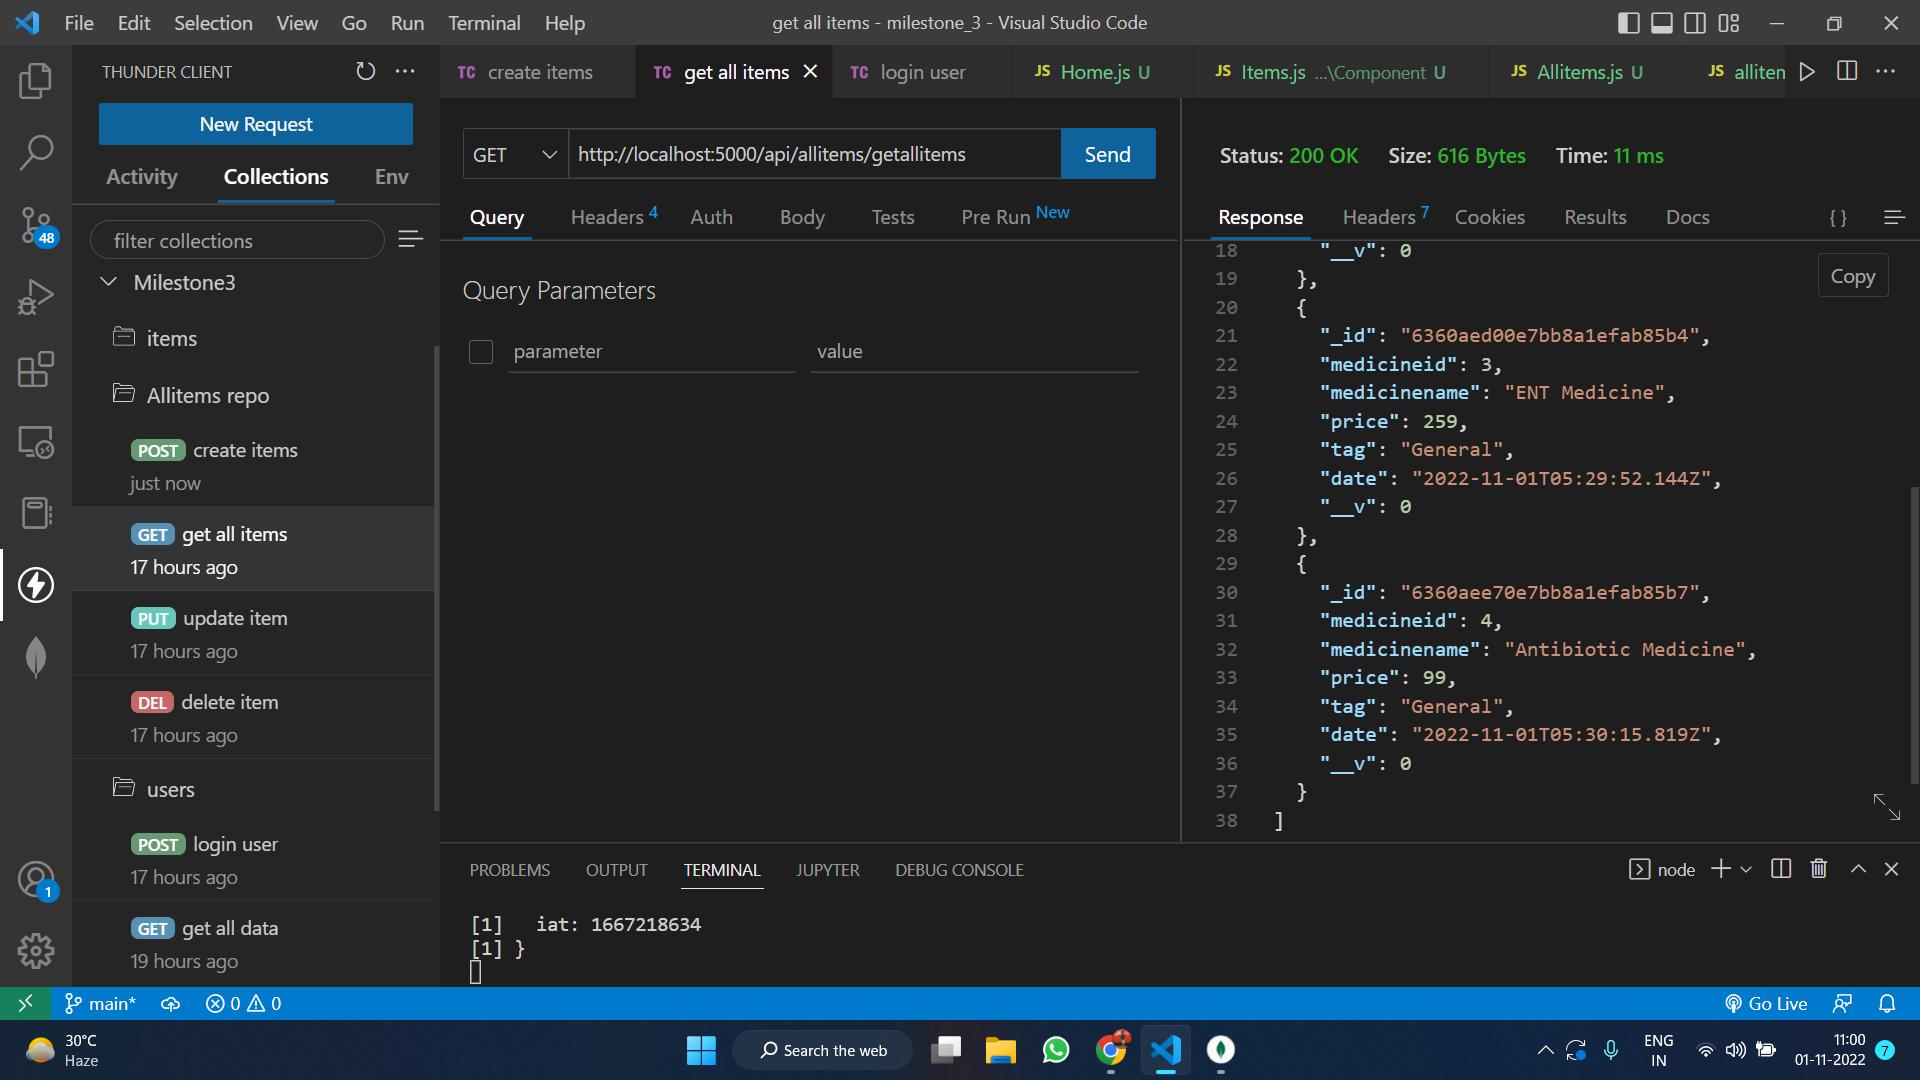 File Edit Selection View Go Run Terminal Help
get all items - milestone_3 - Visual Studio Code
THUNDER CLIENT
New Request
Activity Collections Env
filter collections
Milestone3
items
Allitems repo
POST create items
just now
GET get all items
17 hours ago
PUT update item
17 hours ago
DEL delete item
17 hours ago
users
POST login user
17 hours ago
GET get all data
19 hours ago
48
1
TC create items
TC get all items
TC login user
JS Home.js U
JS Items.js ...\Component U
JS Allitems.js U
JS allitem
GET http://localhost:5000/api/allitems/getallitems Send
Query Headers 4 Auth Body Tests Pre Run New
Query Parameters
parameter value
Status: 200 OK Size: 616 Bytes Time: 11 ms
Response Headers 7 Cookies Results Docs { }
Copy
18 "__v": 0
19 },
20 {
21 "_id": "6360aed00e7bb8a1efab85b4",
22 "medicineid": 3,
23 "medicinename": "ENT Medicine",
24 "price": 259,
25 "tag": "General",
26 "date": "2022-11-01T05:29:52.144Z",
27 "__v": 0
28 },
29 {
30 "_id": "6360aee70e7bb8a1efab85b7",
31 "medicineid": 4,
32 "medicinename": "Antibiotic Medicine",
33 "price": 99,
34 "tag": "General",
35 "date": "2022-11-01T05:30:15.819Z",
36 "__v": 0
37 }
38 ]
PROBLEMS OUTPUT TERMINAL JUPYTER DEBUG CONSOLE
node
[1] iat: 1667218634
[1] }
main* 0 0
Go Live
30°C
Haze
Search the web
ENG
IN
11:00
01-11-2022
7